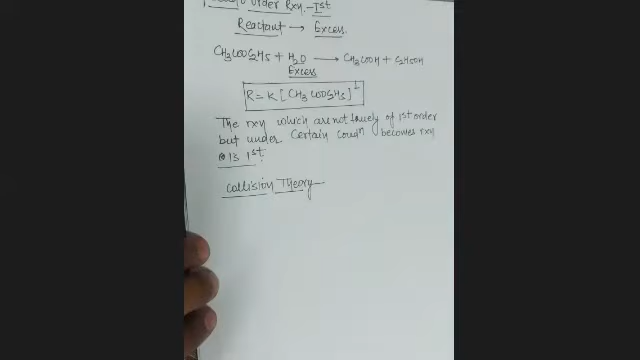 order Rxn - Ist
Reactant → Excess
CH3COOC2H5 + H2O → CH3COOH + C2H5OH
Excess
R = K [CH3COOC2H5]1
The rxn which are not truely of 1st order
but under Certain condn becomes rxn
is 1st.
Collision Theory